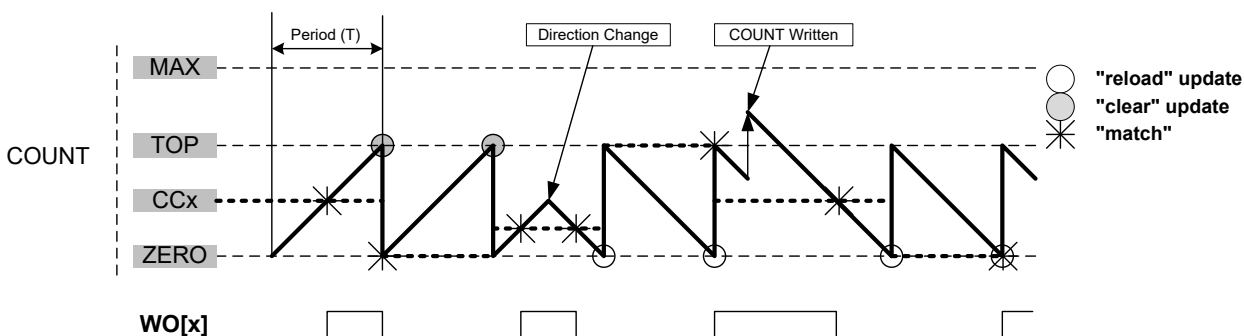 Period (T)
Direction Change
COUNT Written
MAX
"reload" update
"clear" update
TOP
"match"
COUNT
CCx
ZERO
WO[x]